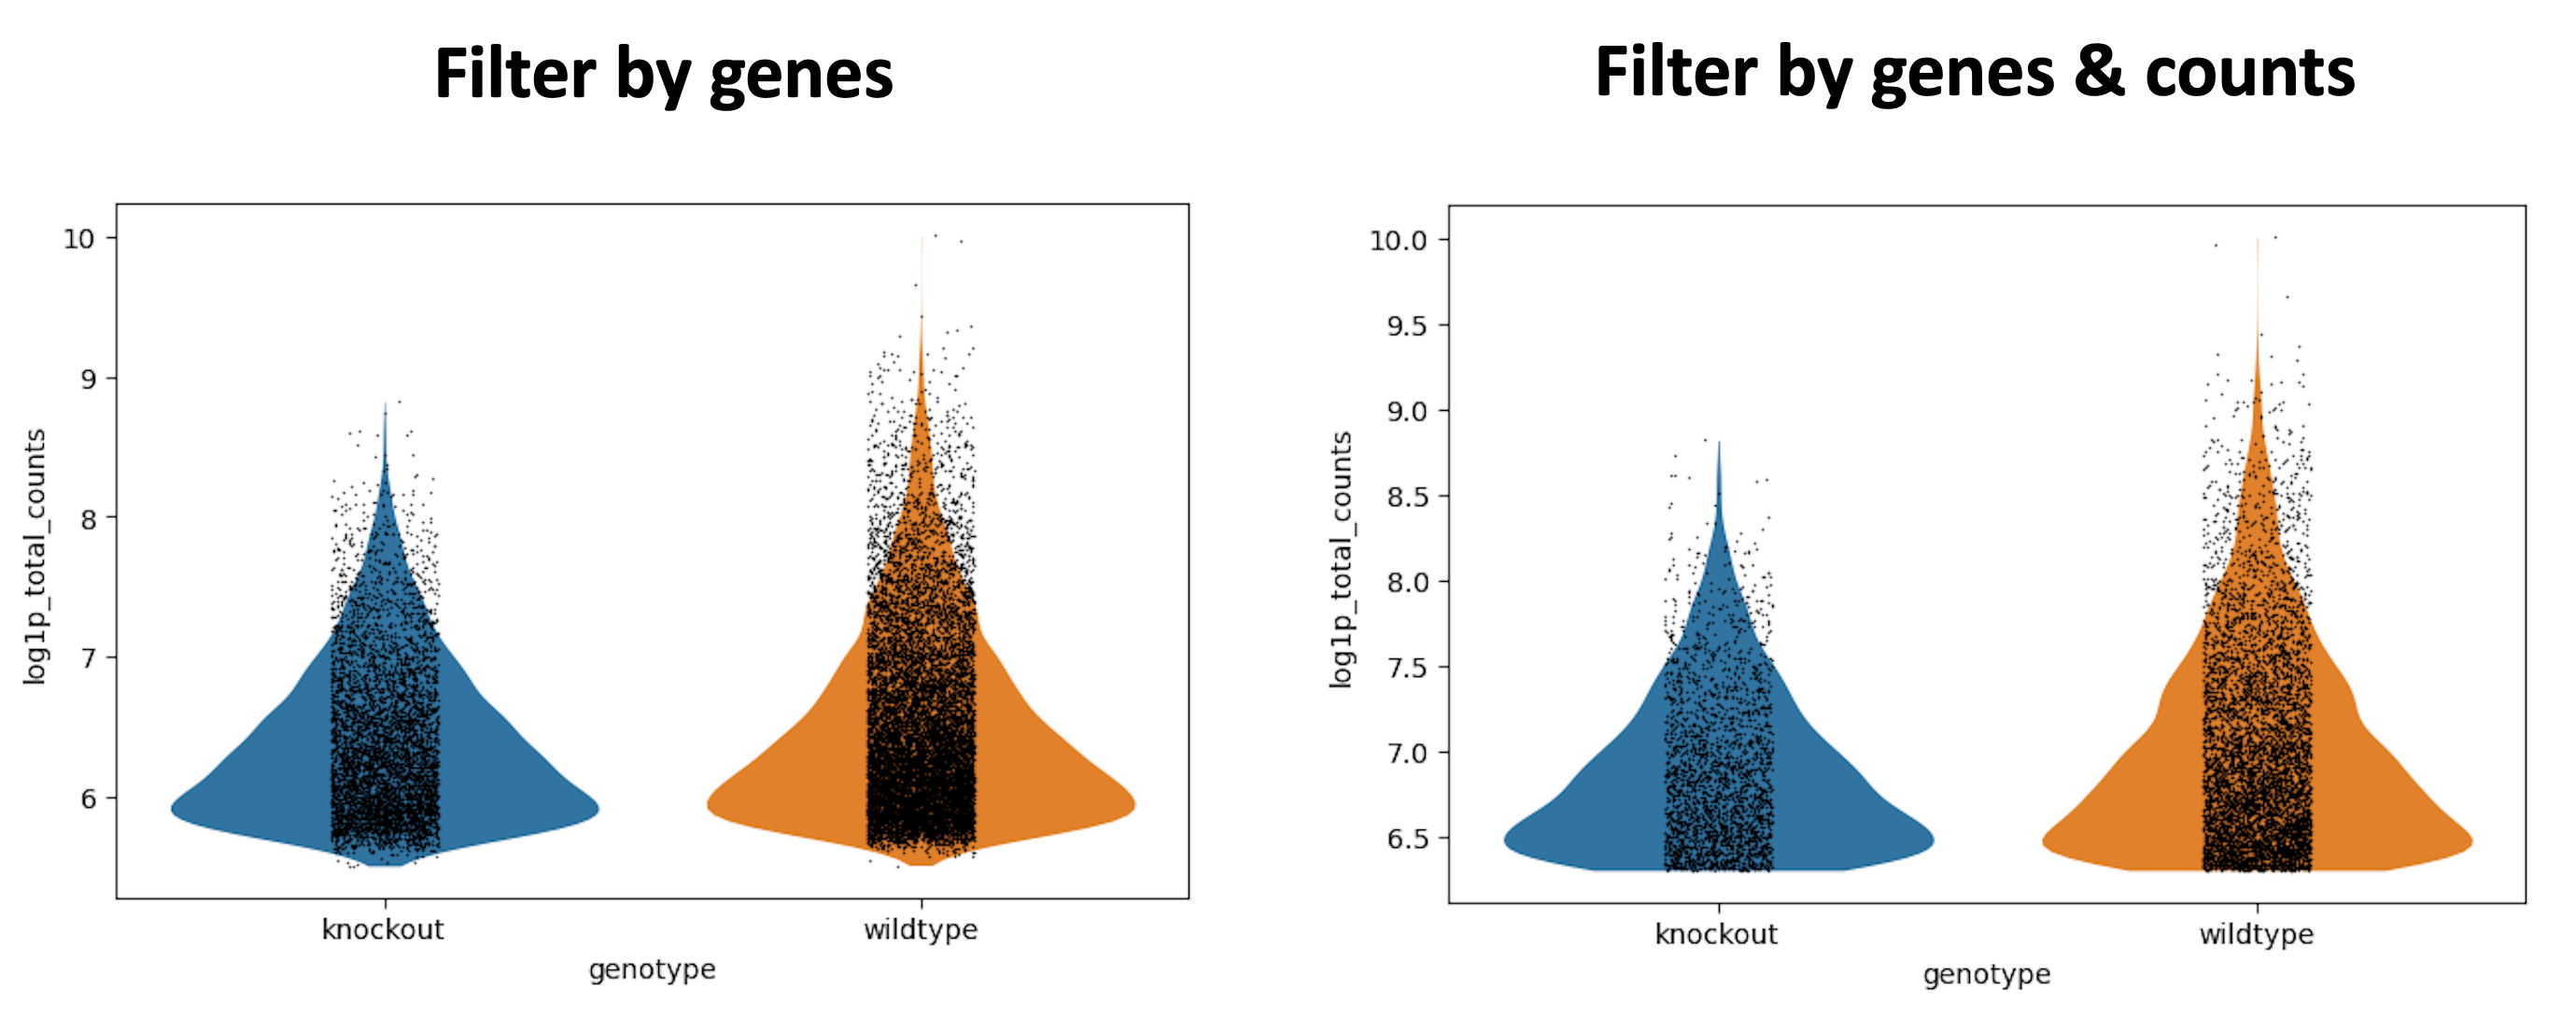 Filter by genes
Filter by genes & counts
10
9
8
7
6
log1p_total_counts
knockout
wildtype
genotype
10.0
9.5
9.0
8.5
8.0
7.5
7.0
6.5
log1p_total_counts
knockout
wildtype
genotype